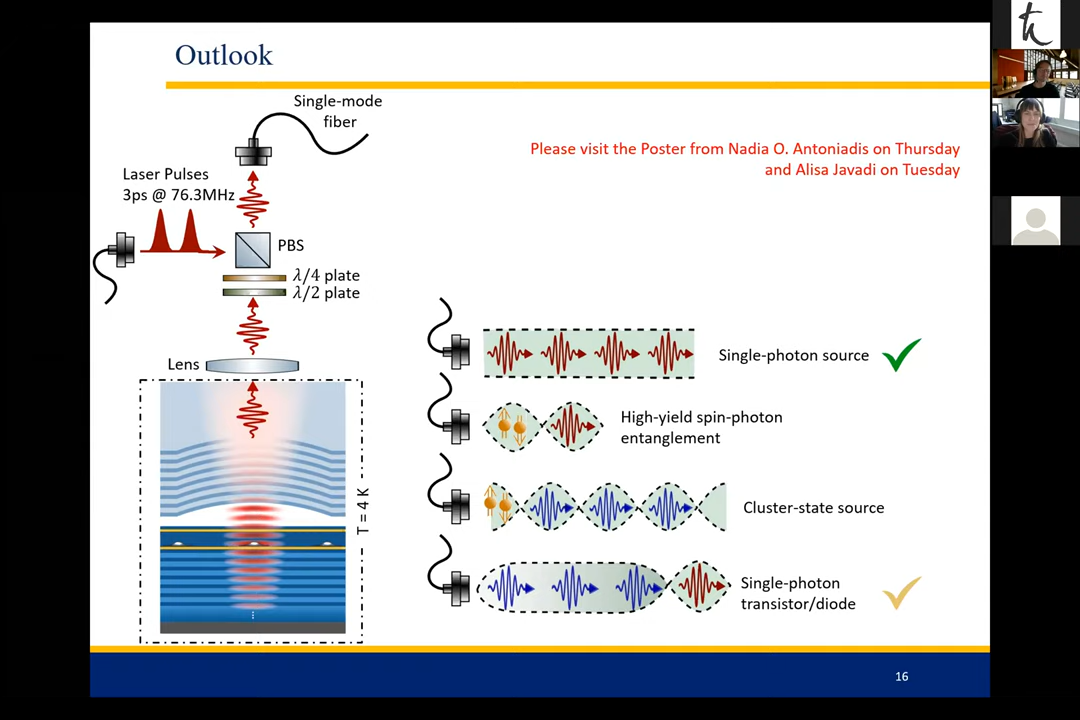 Outlook
Single-mode
fiber
Please visit the Poster from Nadia O. Antoniadis on Thursday
and Alisa Javadi on Tuesday
Laser Pulses
3ps @ 76.3MHz
PBS
λ/4 plate
λ/2 plate
Lens
T = 4 K
Single-photon source
High-yield spin-photon
entanglement
Cluster-state source
Single-photon
transistor/diode
16